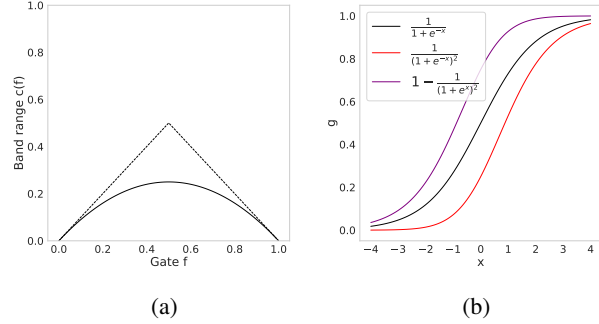 1.0
0.8
0.6
0.4
0.2
0.0
Band range c(f)
0.0 0.2 0.4 0.6 0.8 1.0
Gate f
(a)
1.0
0.8
0.6
0.4
0.2
0.0
g
\frac{1}{1+e^{-x}}
\frac{1}{(1+e^{-x})^2}
1-\frac{1}{(1+e^{x})^2}
−4 −3 −2 −1 0 1 2 3 4
x
(b)